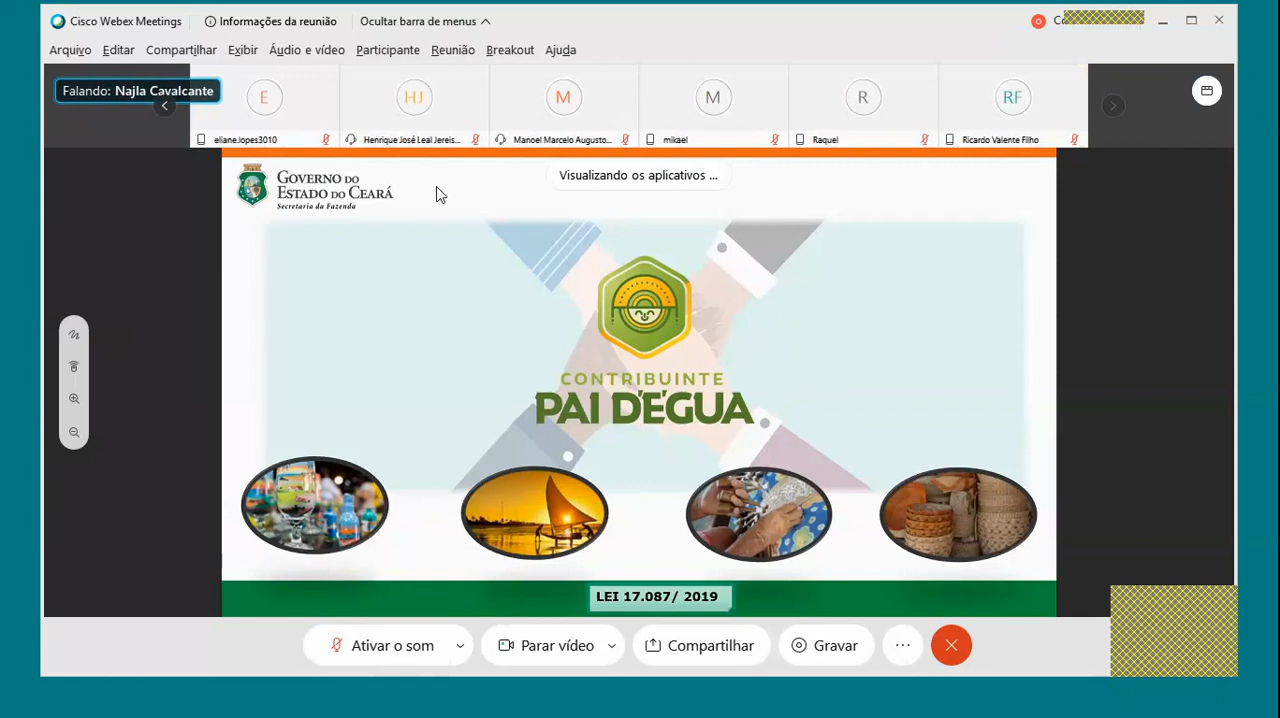 Cisco Webex Meetings
Informações da reunião
Ocultar barra de menus
Arquivo Editar Compartilhar Exibir Áudio e vídeo Participante Reunião Breakout Ajuda
Falando: Najla Cavalcante
E HJ M M R RF
eliane.lopes3010 Henrique José Leal Jereis... Manoel Marcelo Augusto... mikael Raquel Ricardo Valente Filho
GOVERNO DO
ESTADO DO CEARÁ
Secretaria da Fazenda
Visualizando os aplicativos ...
CONTRIBUINTE
PAI D'ÉGUA
LEI 17.087/ 2019
Ativar o som Parar vídeo Compartilhar Gravar